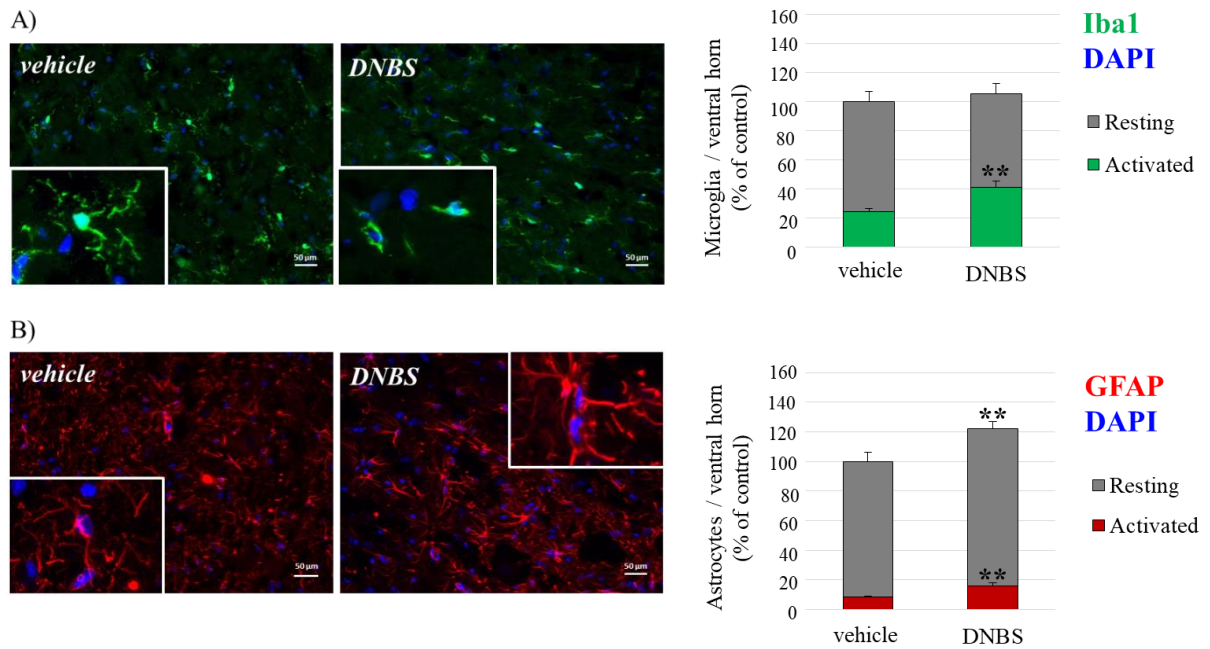 A)
vehicle
50 µm
DNBS
50 µm
Microglia / ventral horn
(% of control)
160
140
120
100
80
60
40
20
0
**
vehicle
DNBS
Iba1
DAPI
Resting
Activated
B)
vehicle
50 µm
DNBS
50 µm
Astrocytes / ventral horn
(% of control)
160
140
120
100
80
60
40
20
0
**
**
vehicle
DNBS
GFAP
DAPI
Resting
Activated